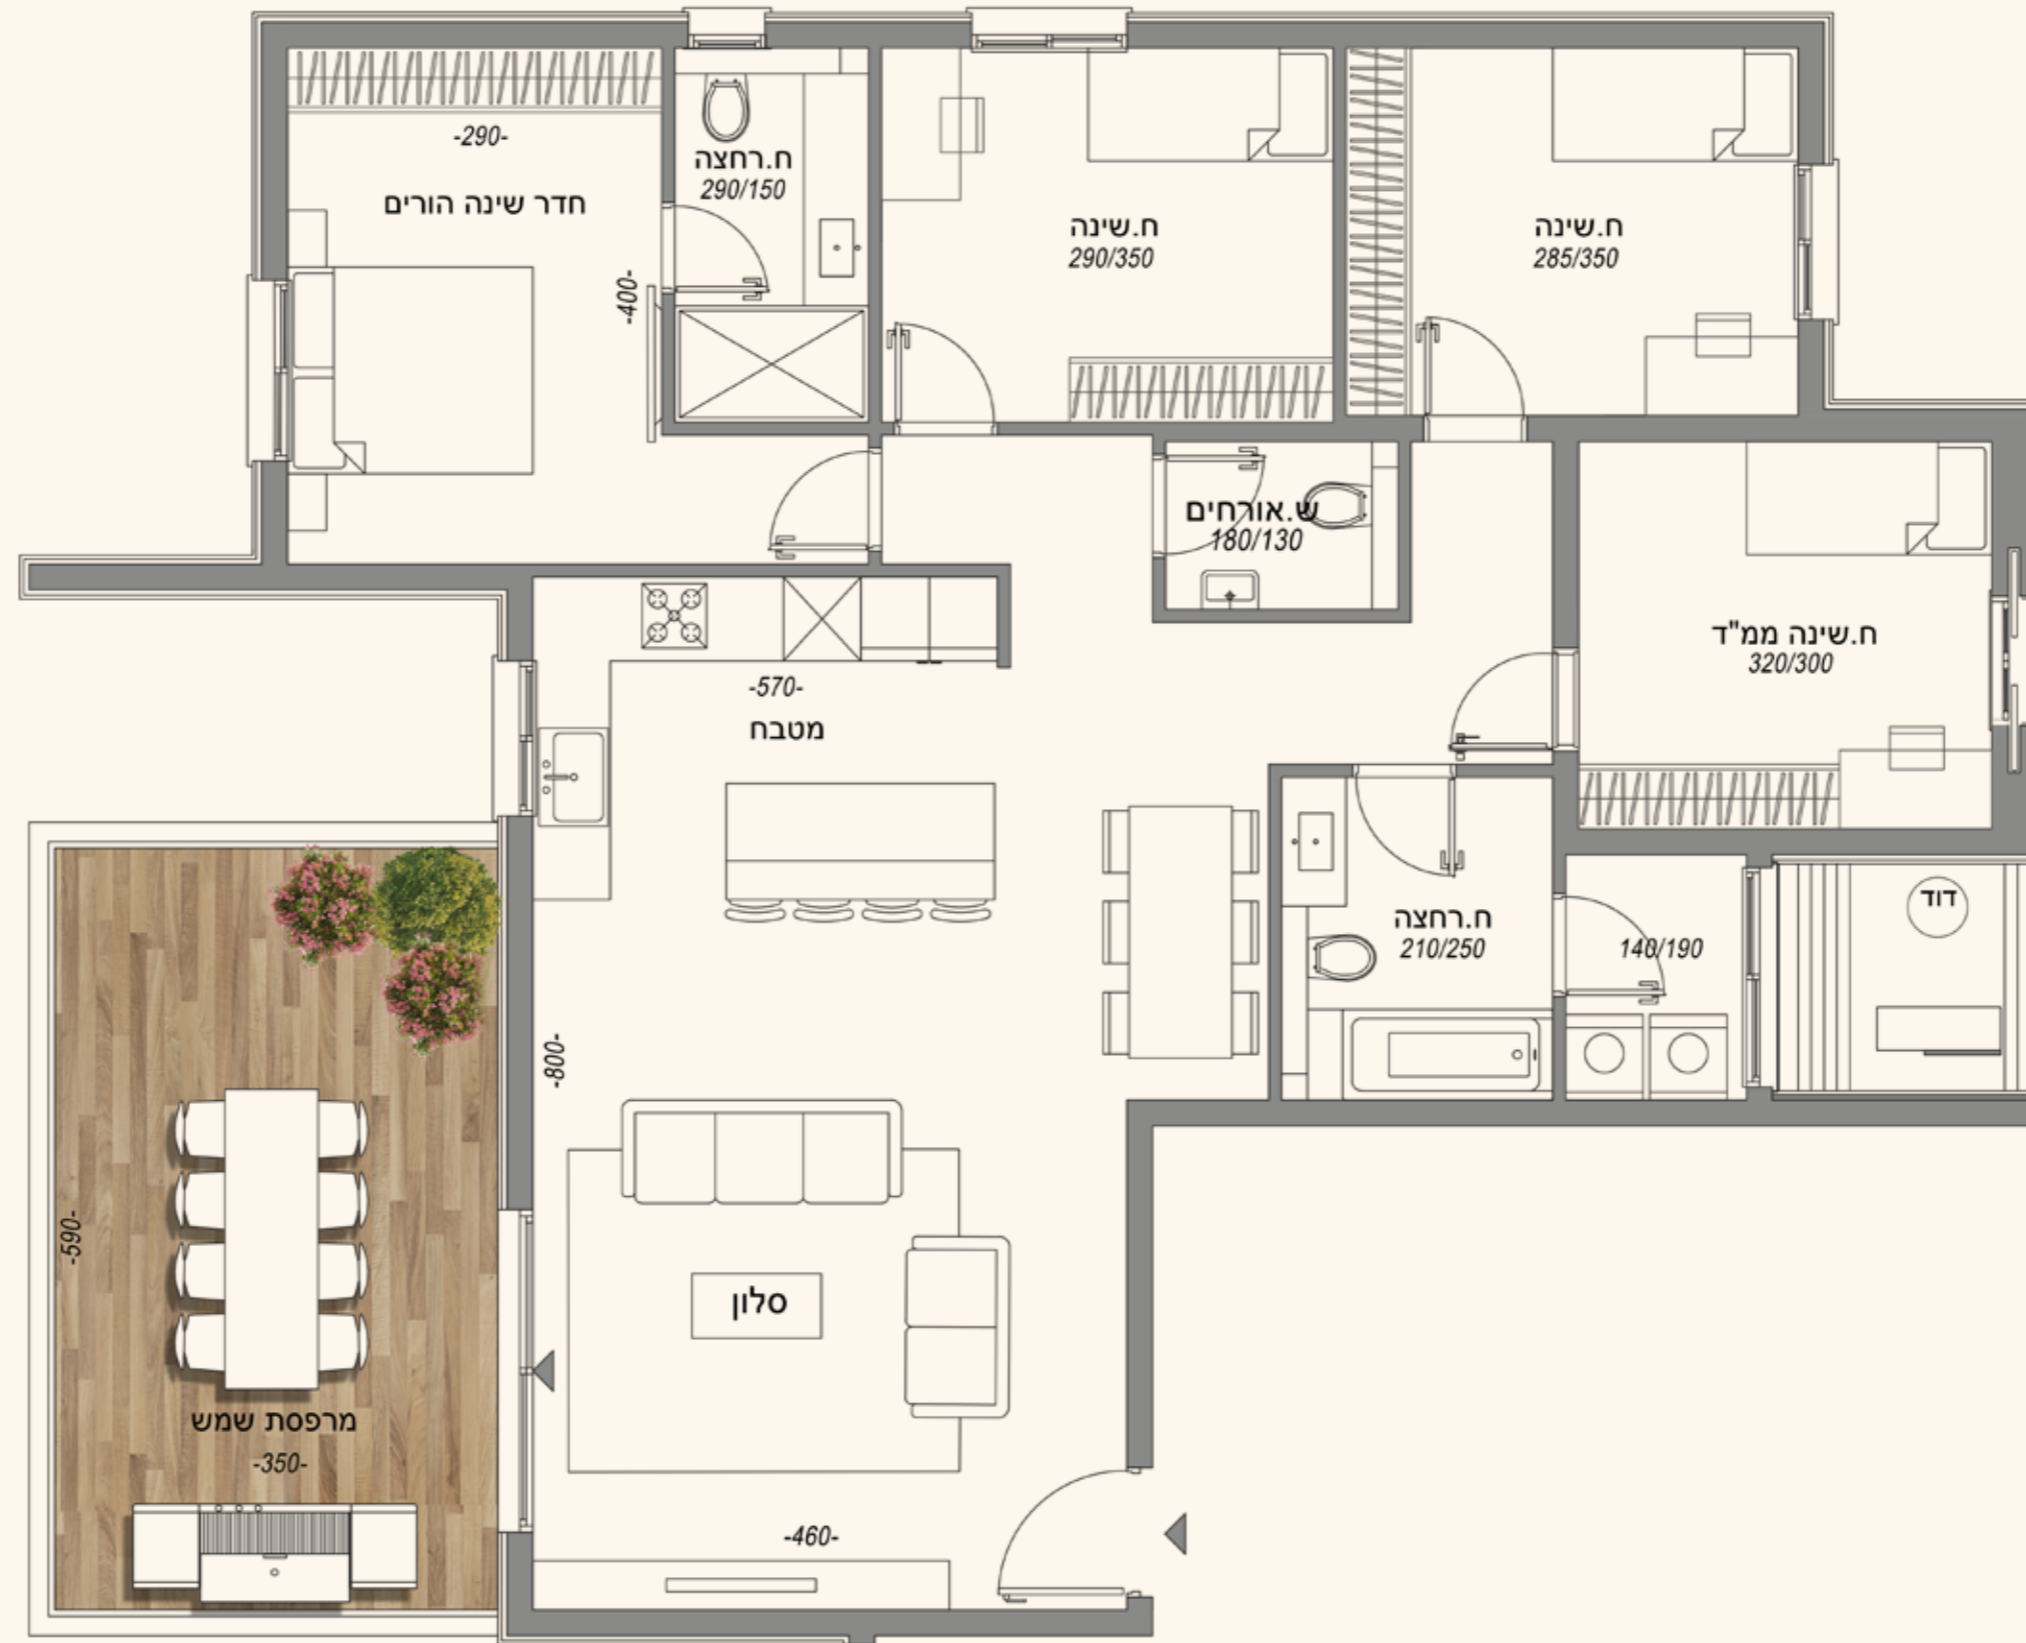 -290-
חדר שינה הורים
-400-
ח.רחצה
290/150
ח.שינה
290/350
ח.שינה
285/350
ש.אורחים
180/130
ח.שינה ממ"ד
320/300
-570-
מטבח
-800-
ח.רחצה
210/250
140/190
דוד
סלון
-460-
-590-
מרפסת שמש
-350-